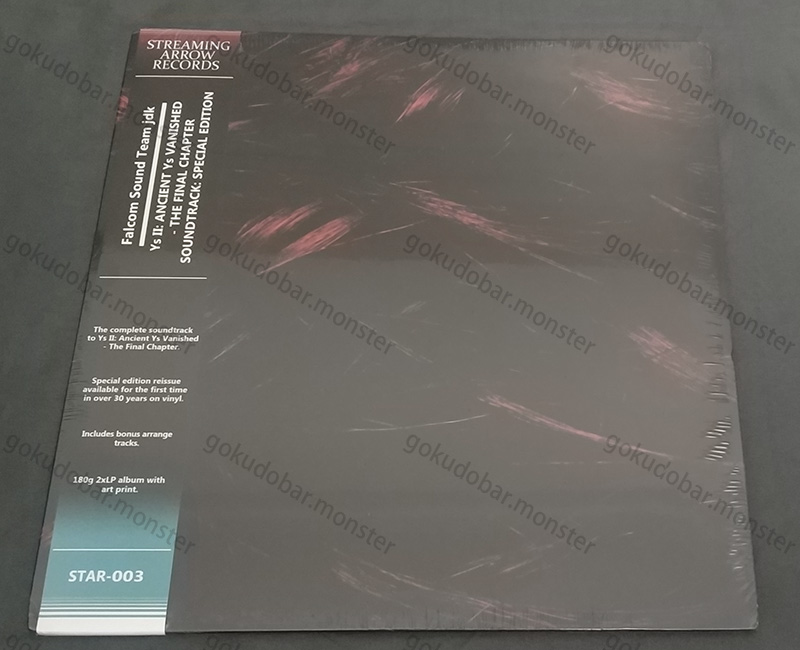 STREAMING
ARROW
RECORDS
Falcom Sound Team jdk
Ys II: ANCIENT Ys VANISHED
- THE FINAL CHAPTER
SOUNDTRACK: SPECIAL EDITION
The complete soundtrack
to Ys II: Ancient Ys Vanished
- The Final Chapter.
Special edition reissue
available for the first time
in over 30 years on vinyl.
Includes bonus arrange
tracks.
180g 2xLP album with
art print.
STAR-003
gokudobar.monster
gokudobar.monster
gokudobar.monster
gokudobar.monster
gokudobar.monster
gokudobar.monster
gokudobar.monster
gokudobar.monster
gokudobar.monster
gokudobar.monster
gokudobar.monster
gokudobar.monster